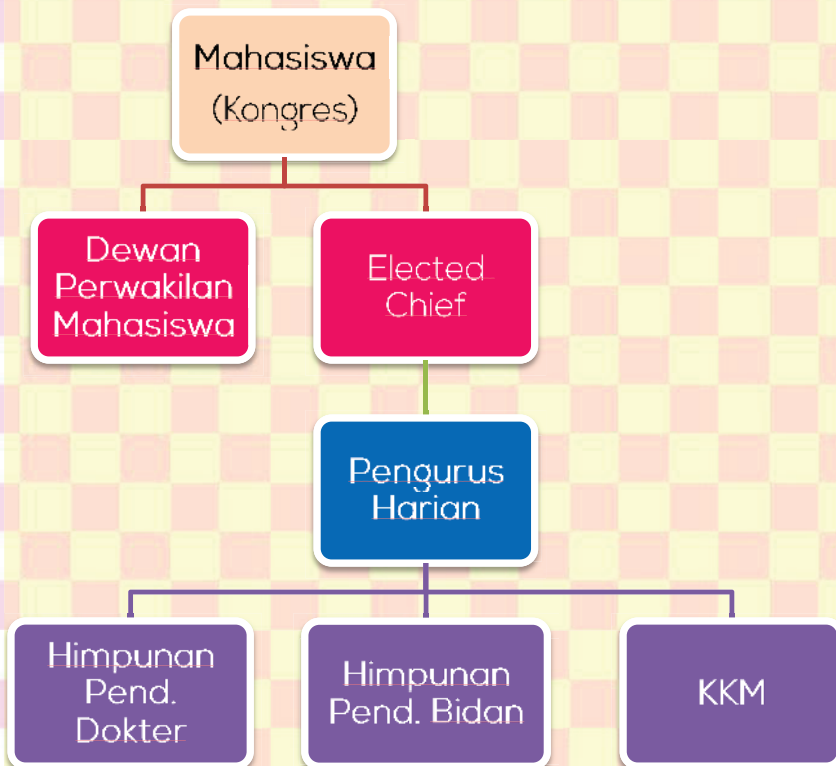 Mahasiswa
(Kongres)
Dewan
Perwakilan
Mahasiswa
Elected
Chief
Pengurus
Harian
Himpunan
Pend.
Dokter
Himpunan
Pend. Bidan
KKM